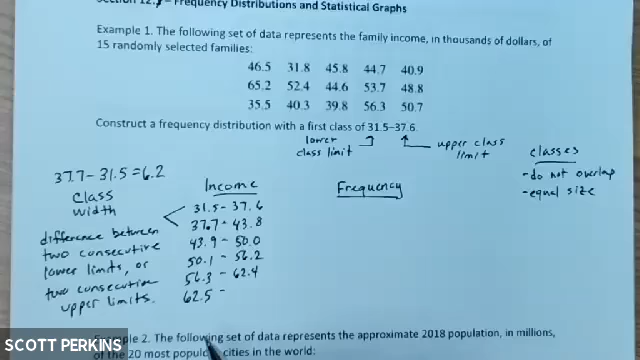 Frequency Distributions and Statistical Graphs
Example 1. The following set of data represents the family income, in thousands of dollars, of
15 randomly selected families:
46.5 31.8 45.8 44.7 40.9
65.2 52.4 44.6 53.7 48.8
35.5 40.3 39.8 56.3 50.7
Construct a frequency distribution with a first class of 31.5–37.6.
lower
class limit
upper class
limit
classes
- do not overlap
- equal size
37.7 – 31.5 = 6.2
class
width
difference between
two consecutive
lower limits, or
two consecutive
upper limits.
Income
31.5 – 37.6
37.7 – 43.8
43.9 – 50.0
50.1 – 56.2
56.3 – 62.4
62.5 –
Frequency
Example 2. The following set of data represents the approximate 2018 population, in millions,
of the 20 most populous cities in the world:
SCOTT PERKINS